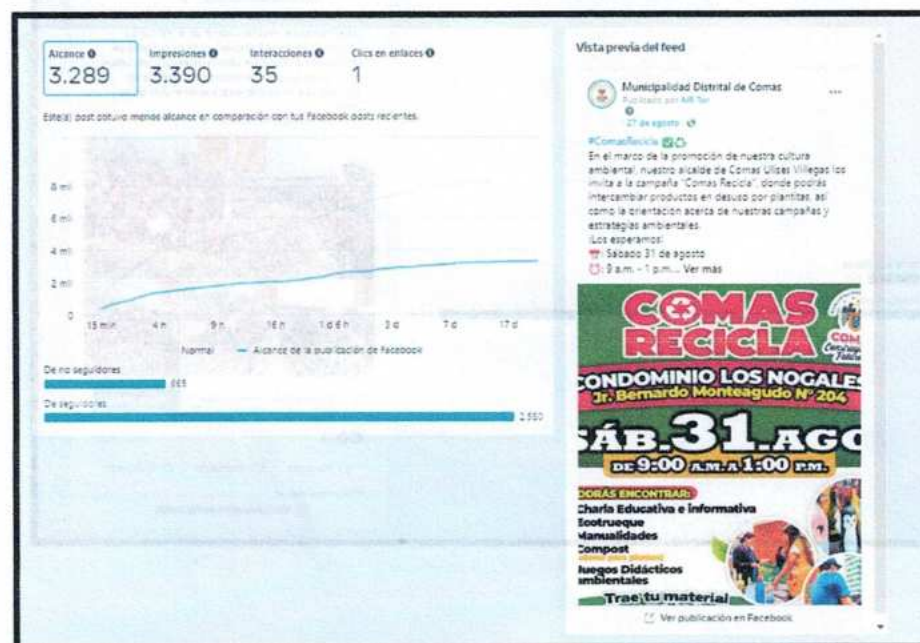 Alcance
Impresiones
Interacciones
Clics en enlaces
3.289
3.390
35
1
Este(a) post obtuvo menos alcance en comparación con tus Facebook posts recientes.
8 mil
6 mil
4 mil
2 mil
0
15 min
4 h
9 h
16 h
1 d 6 h
3 d
7 d
17 d
Normal
Alcance de la publicación de Facebook
De no seguidores
665
De seguidores
Vista previa del feed
Municipalidad Distrital de Comas
Publicado por
27 de agosto
#ComasRecicla
En el marco de la promoción de nuestra cultura
ambiental, nuestro alcalde de Comas Ulises Villegas los
invita a la campaña "Comas Recicla", donde podrás
intercambiar productos en desuso por plantitas, así
como la orientación acerca de nuestras campañas y
estrategias ambientales.
¡Los esperamos!
: Sábado 31 de agosto
: 9 a.m. - 1 p.m... Ver más
COMAS
RECICLA
COM
CONDOMINIO LOS NOGALES
Jr. Bernardo Monteagudo N° 204
SÁB.31.AGO
DE 9:00 A.M. A 1:00 P.M.
ODRÁS ENCONTRAR:
Charla Educativa e informativa
Ecotrueque
Manualidades
Compost
Juegos Didácticos
ambientales
Trae tu material
Ver publicación en Facebook